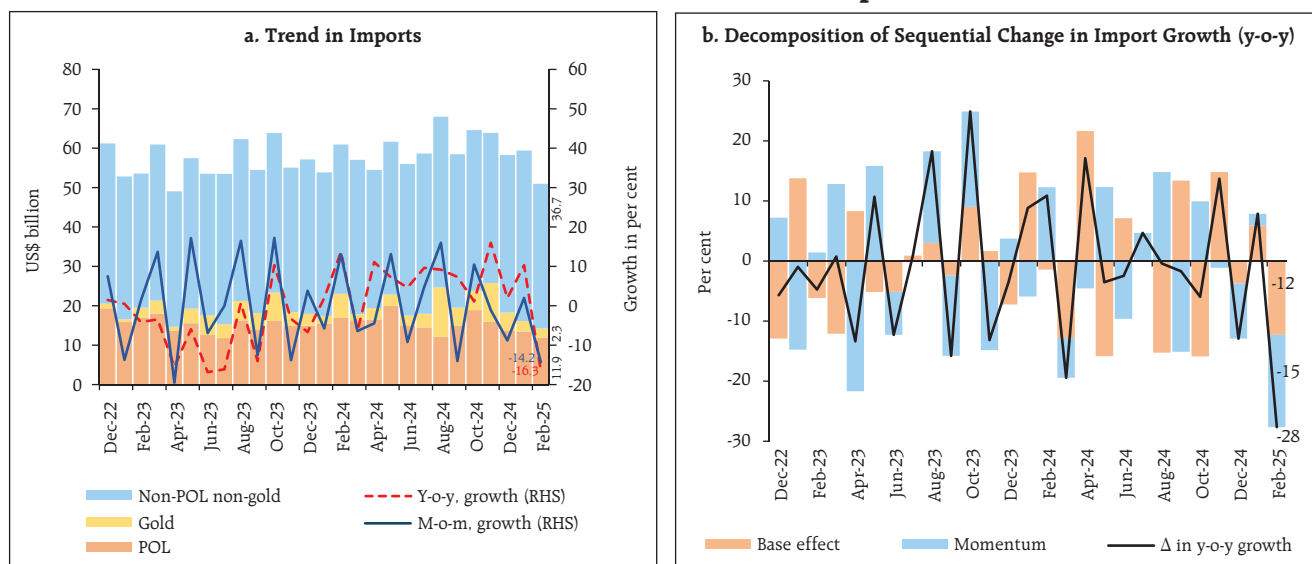 a. Trend in Imports
80
70
60
50
40
30
20
10
0
US$ billion
60
50
40
30
20
10
0
-10
-20
Growth in per cent
36.7
2.3
11.9
-14.2
-16.3
Dec-22
Feb-23
Apr-23
Jun-23
Aug-23
Oct-23
Dec-23
Feb-24
Apr-24
Jun-24
Aug-24
Oct-24
Dec-24
Feb-25
Non-POL non-gold
Gold
POL
Y-o-y, growth (RHS)
M-o-m, growth (RHS)
b. Decomposition of Sequential Change in Import Growth (y-o-y)
30
20
10
0
-10
-20
-30
Per cent
-12
-15
-28
Dec-22
Feb-23
Apr-23
Jun-23
Aug-23
Oct-23
Dec-23
Feb-24
Apr-24
Jun-24
Aug-24
Oct-24
Dec-24
Feb-25
Base effect
Momentum
Δ in y-o-y growth